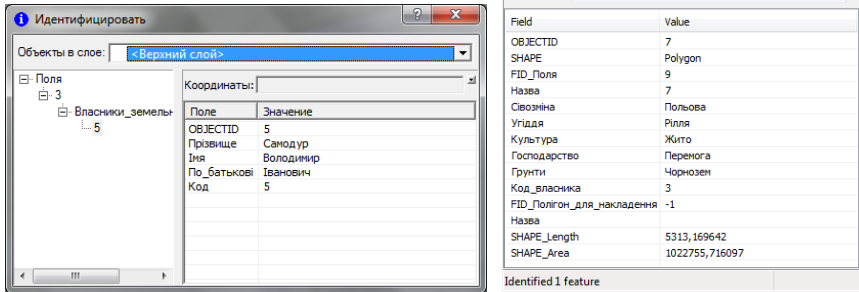 Идентифицировать
Объекты в слое: <Верхний слой>
Поля
3
Власники_земельн
5
Координаты:
Поле Значение
OBJECTID 5
Прізвище Самодур
Імя Володимир
По_батькові Іванович
Код 5
Field Value
OBJECTID 7
SHAPE Polygon
FID_Поля 9
Назва 7
Сівозміна Польова
Угіддя Рілля
Культура Жито
Господарство Перемога
Грунти Чорнозем
Код_власника 3
FID_Полігон_для_накладення -1
Назва
SHAPE_Length 5313,169642
SHAPE_Area 1022755,716097
Identified 1 feature